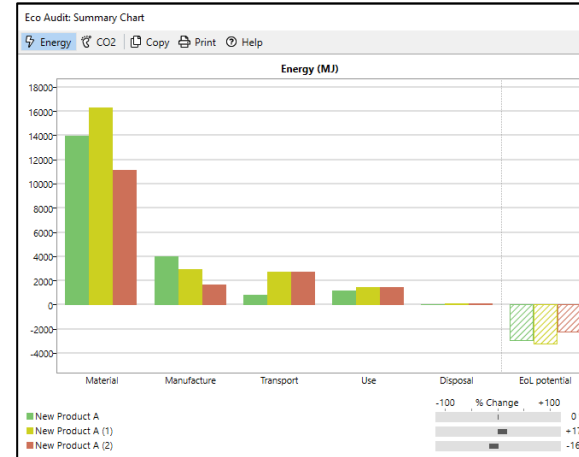 Eco Audit: Summary Chart
Energy CO2 Copy Print Help
Energy (MJ)
18000
16000
14000
12000
10000
8000
6000
4000
2000
0
-2000
-4000
Material Manufacture Transport Use Disposal EoL potential
-100 % Change +100
New Product A 0
New Product A (1) +17
New Product A (2) -16